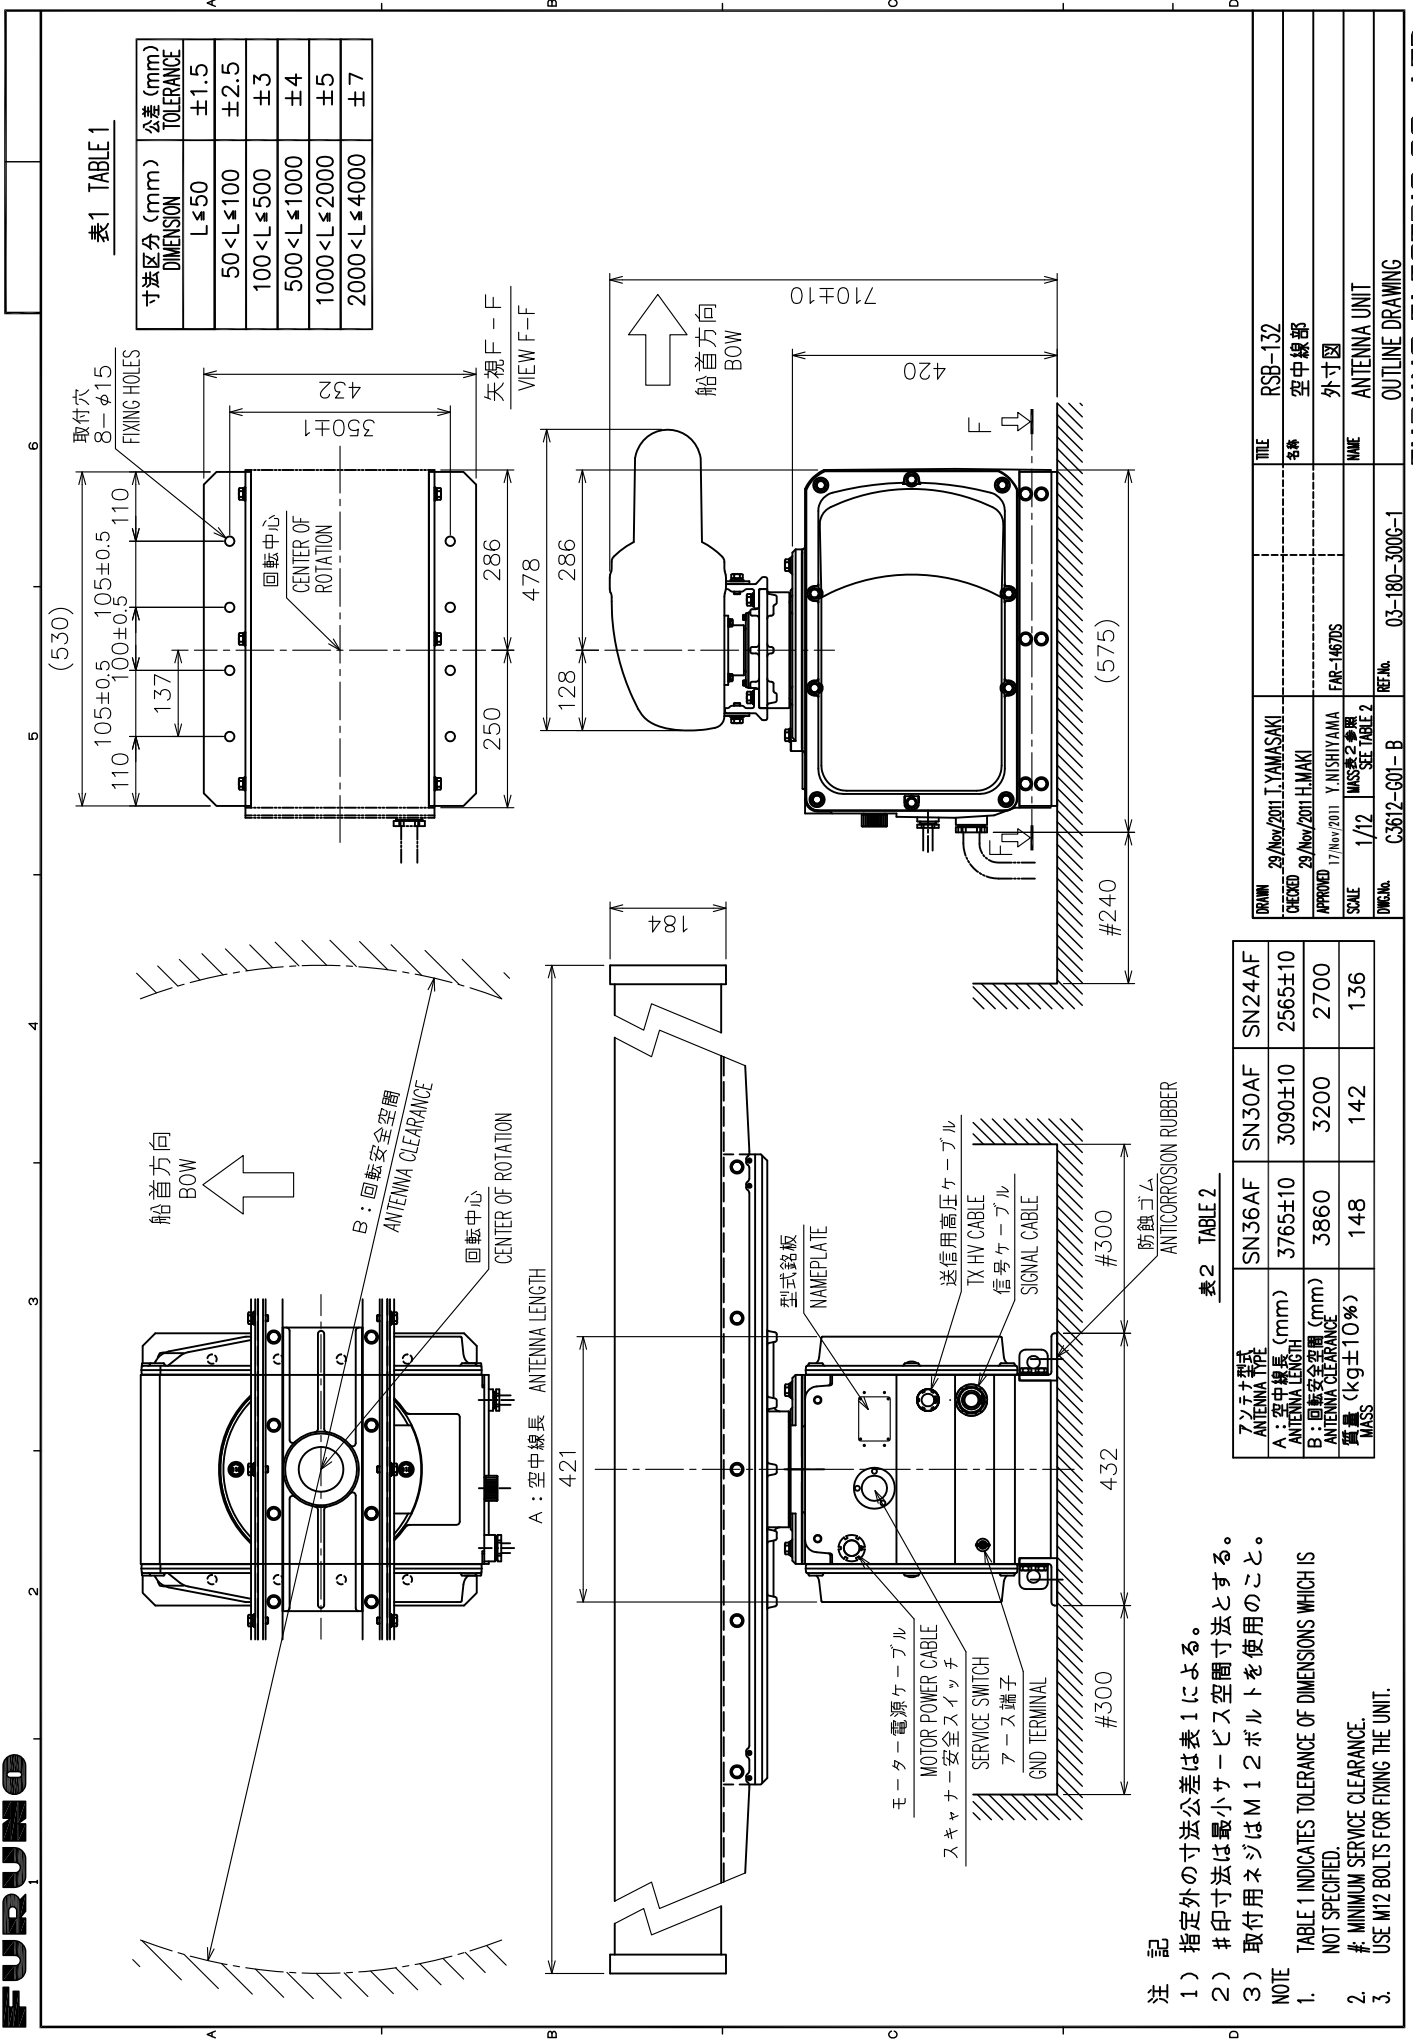 FURUNO
表1 TABLE 1
寸法区分 (mm)
DIMENSION
公差 (mm)
TOLERANCE
L≤50
±1.5
50<L≤100
±2.5
100<L≤500
±3
500<L≤1000
±4
1000<L≤2000
±5
2000<L≤4000
±7
船首方向
BOW
B：回転安全空間
ANTENNA CLEARANCE
回転中心
CENTER OF ROTATION
(530)
110
105±0.5
100±0.5
105±0.5
110
137
取付穴
8-φ15
FIXING HOLES
回転中心
CENTER OF
ROTATION
350±1
432
250
286
矢視 F - F
VIEW F-F
A：空中線長 ANTENNA LENGTH
421
184
478
128
286
船首方向
BOW
710±10
420
型式銘板
NAMEPLATE
送信用高圧ケーブル
TX HV CABLE
信号ケーブル
SIGNAL CABLE
モーター電源ケーブル
MOTOR POWER CABLE
スキャナー安全スイッチ
SERVICE SWITCH
アース端子
GND TERMINAL
#300
432
#300
防蝕ゴム
ANTICORROSION RUBBER
F
F
#240
(575)
表2 TABLE 2
アンテナ型式
ANTENNA TYPE
SN36AF
SN30AF
SN24AF
A：空中線長 (mm)
ANTENNA LENGTH
3765±10
3090±10
2565±10
B：回転安全空間 (mm)
ANTENNA CLEARANCE
3860
3200
2700
質量 (kg±10%)
MASS
148
142
136
注 記
1) 指定外の寸法公差は表1による。
2) #印寸法は最小サービス空間寸法とする。
3) 取付用ネジはM12ボルトを使用のこと。
NOTE
1. TABLE 1 INDICATES TOLERANCE OF DIMENSIONS WHICH IS
NOT SPECIFIED.
2. #: MINIMUM SERVICE CLEARANCE.
3. USE M12 BOLTS FOR FIXING THE UNIT.
DRAWN 29/Nov/2011 T.YAMASAKI
CHECKED 29/Nov/2011 H.MAKI
APPROVED 17/Nov/2011 Y.NISHIYAMA
FAR-1467DS
SCALE 1/12
MASS 表2参照
SEE TABLE 2
DWG.No. C3612-G01-B
REF.No. 03-180-300G-1
TITLE RSB-132
名称 空中線部
外寸図
NAME ANTENNA UNIT
OUTLINE DRAWING
1
2
3
4
5
6
A
B
C
D
A
B
C
D